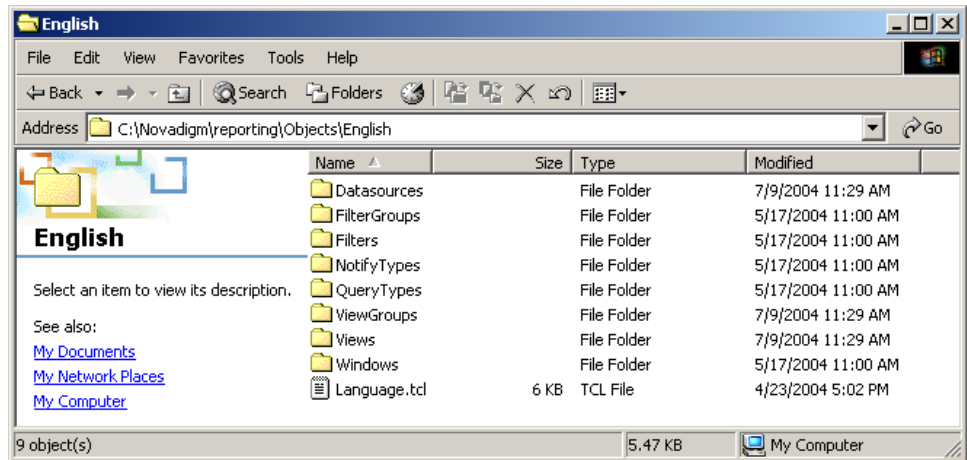 English
File Edit View Favorites Tools Help
Back Search Folders
Address C:\Novadigm\reporting\Objects\English Go
Name Size Type Modified
Datasources File Folder 7/9/2004 11:29 AM
FilterGroups File Folder 5/17/2004 11:00 AM
Filters File Folder 5/17/2004 11:00 AM
NotifyTypes File Folder 5/17/2004 11:00 AM
QueryTypes File Folder 5/17/2004 11:00 AM
ViewGroups File Folder 7/9/2004 11:29 AM
Views File Folder 7/9/2004 11:29 AM
Windows File Folder 5/17/2004 11:00 AM
Language.tcl 6 KB TCL File 4/23/2004 5:02 PM
English
Select an item to view its description.
See also:
My Documents
My Network Places
My Computer
9 object(s) 5.47 KB My Computer